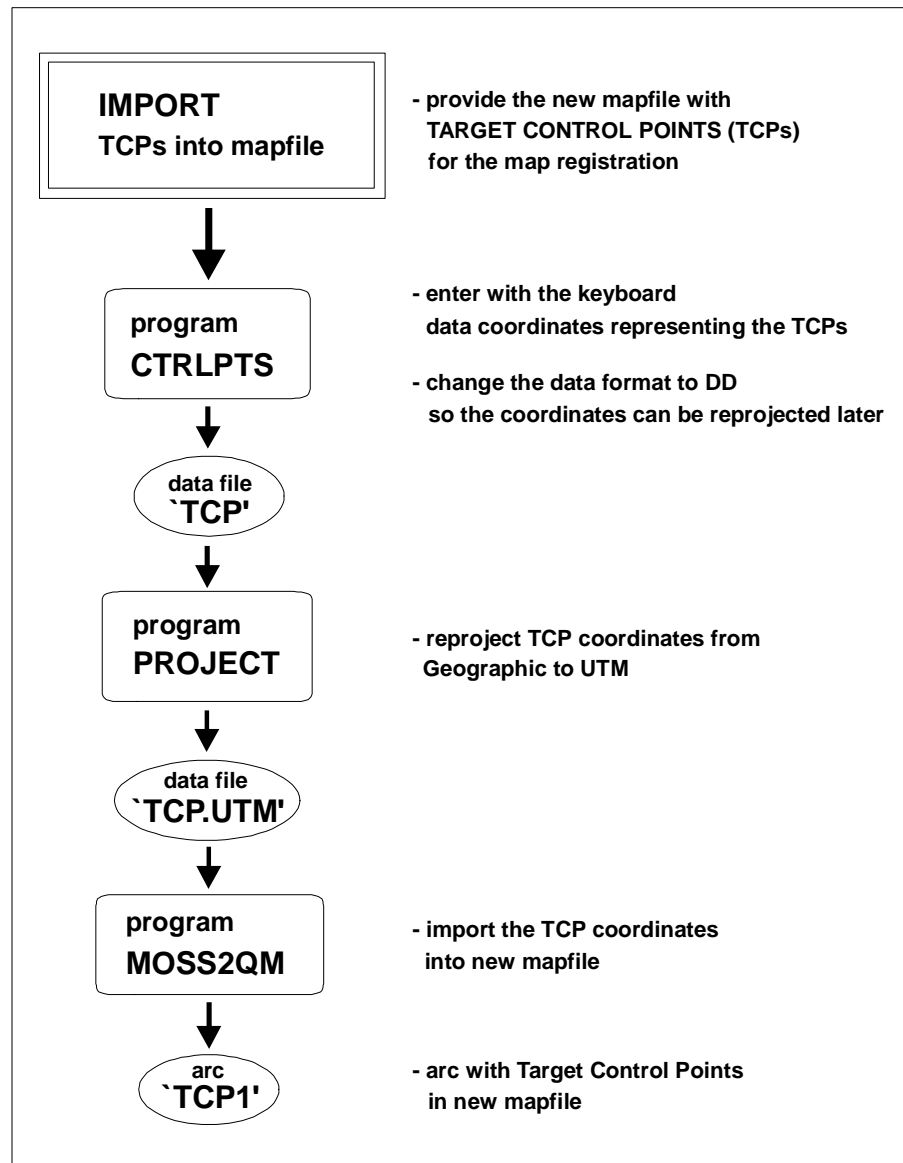 IMPORT
TCPs into mapfile
- provide the new mapfile with
TARGET CONTROL POINTS (TCPs)
for the map registration
program
CTRLPTS
- enter with the keyboard
data coordinates representing the TCPs
- change the data format to DD
so the coordinates can be reprojected later
data file
`TCP'
program
PROJECT
- reproject TCP coordinates from
Geographic to UTM
data file
`TCP.UTM'
program
MOSS2QM
- import the TCP coordinates
into new mapfile
arc
`TCP1'
- arc with Target Control Points
in new mapfile